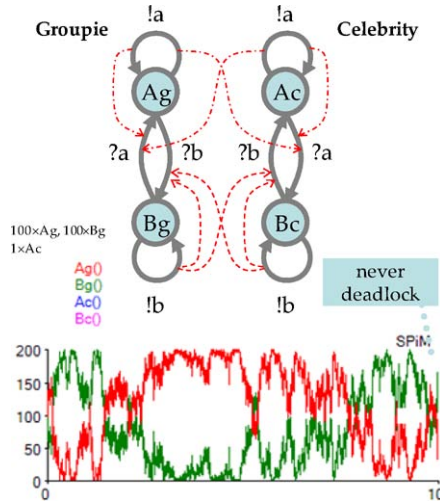 Groupie
!a
!a
Celebrity
Ag
Ac
?a
?b
?b
?a
Bg
Bc
!b
!b
100×Ag, 100×Bg
1×Ac
Ag()
Bg()
Ac()
Bc()
never
deadlock
SPiM
200
150
100
50
0
0
10